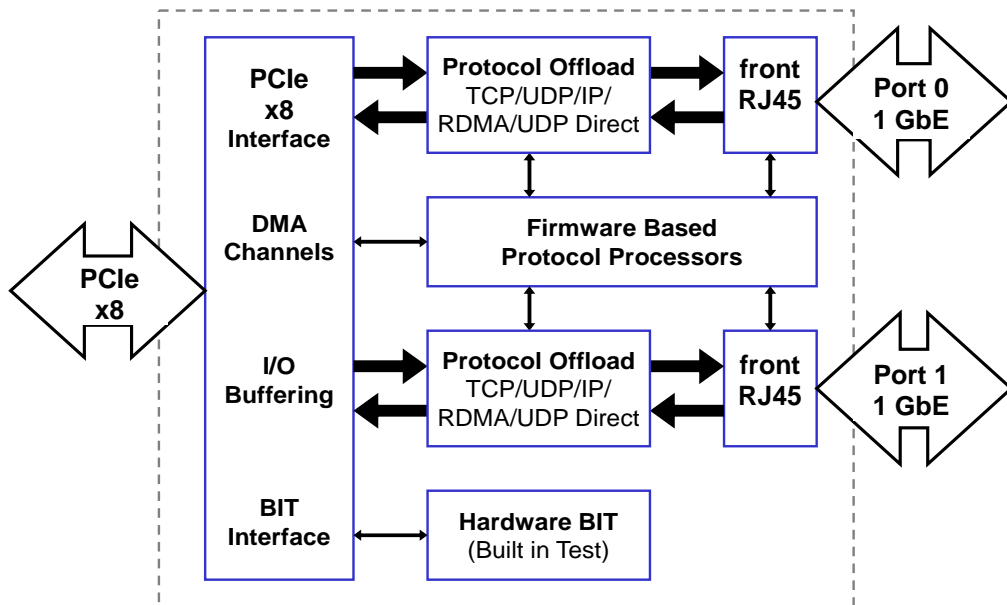 PCIe
x8
PCIe
x8
Interface
DMA
Channels
I/O
Buffering
BIT
Interface
Protocol Offload
TCP/UDP/IP/
RDMA/UDP Direct
front
RJ45
Port 0
1 GbE
Firmware Based
Protocol Processors
Protocol Offload
TCP/UDP/IP/
RDMA/UDP Direct
front
RJ45
Port 1
1 GbE
Hardware BIT
(Built in Test)